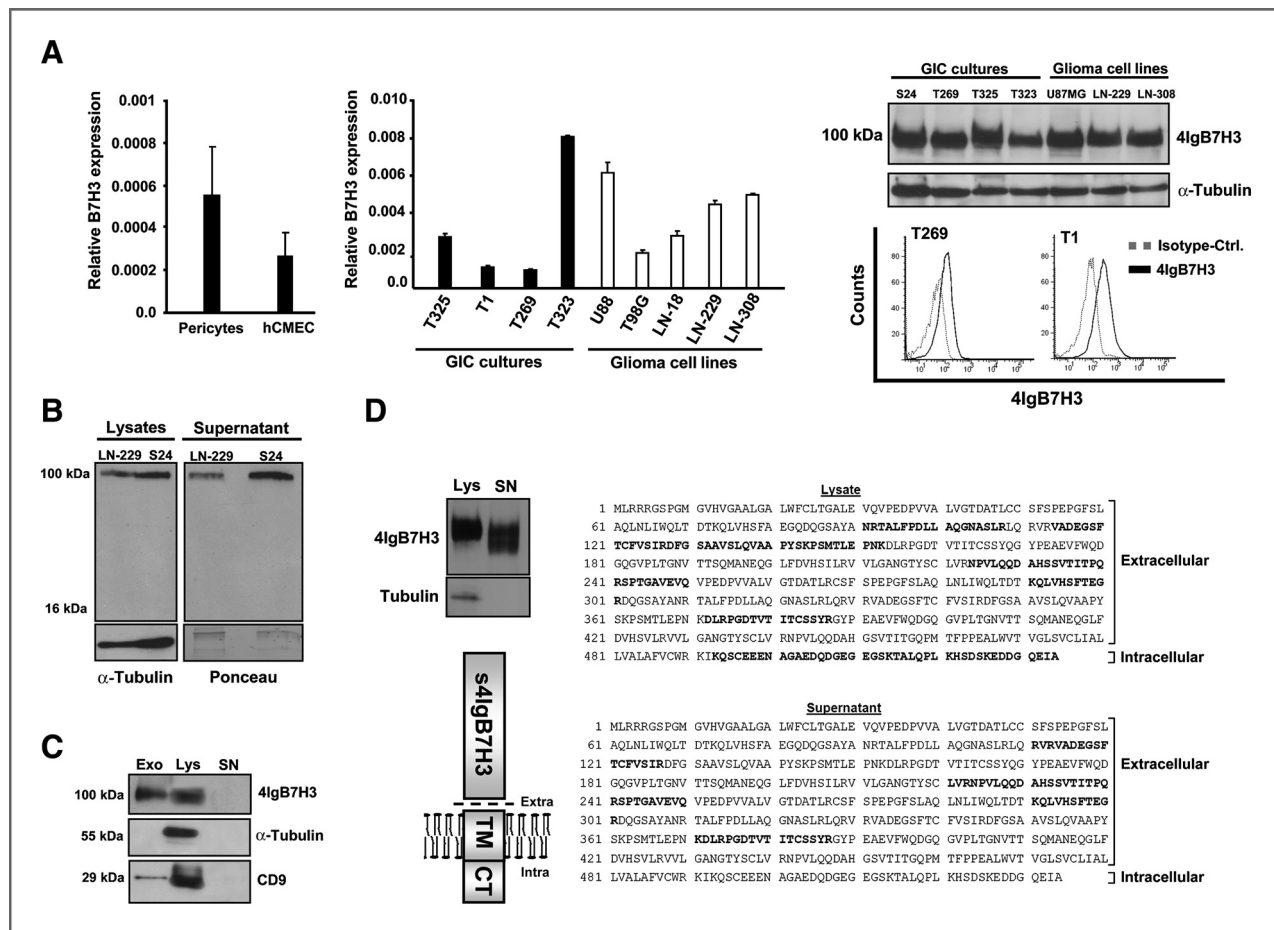 A
Relative B7H3 expression
0.001
0.0008
0.0006
0.0004
0.0002
0.0
Pericytes hCMEC
Relative B7H3 expression
0.010
0.008
0.006
0.004
0.002
0.0
T325 T1 T269 T323 U88 T98G LN-18 LN-229 LN-308
GIC cultures Glioma cell lines
GIC cultures Glioma cell lines
S24 T269 T325 T323 U87MG LN-229 LN-308
100 kDa 4IgB7H3
α-Tubulin
Counts
T269
80
60
40
20
0
T1
80
60
40
20
0
Isotype-Ctrl.
4IgB7H3
4IgB7H3
B
Lysates Supernatant
LN-229 S24 LN-229 S24
100 kDa
16 kDa
α-Tubulin Ponceau
C
Exo Lys SN
100 kDa 4IgB7H3
55 kDa α-Tubulin
29 kDa CD9
D
Lys SN
4IgB7H3
Tubulin
s4IgB7H3
TM
CT
Extra
Intra
Lysate
1 MLRRRGSPGM GVHVGAALGA LWFCLTGALE VQVPEDPVVA LVGTDATLCC SFSPEPGFSL
61 AQLNLIWQLT DTKQLVHSFA EGQDQGSAYA NRTALFPDLL AQGNASLRLQ RVRVADEGSF
121 TCFVSIRDFG SAAVSLQVAA PYSKPSMTLE PNKDLRPGDT VTITCSSYQG YPEAEVFWQD
181 GQGVPLTGNV TTSQMANEQG LFDVHSILRV VLGANGTYSC LVRNPVLQQD AHSSVTITPQ
241 RSPTGAVEVQ VPEDPVVALV GTDATLRCSF SPEPGFSLAQ LNLIWQLTDT KQLVHSFTEG
301 RDQGSAYANR TALFPDLLAQ GNASLRLQRV RVADEGSFTC FVSIRDFGSA AVSLQVAAPY
361 SKPSMTLEPN KDLRPGDTVT ITCSSYRGYP EAEVFWQDGQ GVPLTGNVTT SQMANEQGLF
421 DVHSVLRVVL GANGTYSCLV RNPVLQQDAH GSVTITGQPM TFPPEALWVT VGLSVCLIAL
481 LVALAFVCWR KIKQSCEEEN AGAEDQDGEG EGSKTALQPL KHSDSKEDDG QEIA
Extracellular
Intracellular
Supernatant
1 MLRRRGSPGM GVHVGAALGA LWFCLTGALE VQVPEDPVVA LVGTDATLCC SFSPEPGFSL
61 AQLNLIWQLT DTKQLVHSFA EGQDQGSAYA NRTALFPDLL AQGNASLRLQ RVRVADEGSF
121 TCFVSIRDFG SAAVSLQVAA PYSKPSMTLE PNKDLRPGDT VTITCSSYQG YPEAEVFWQD
181 GQGVPLTGNV TTSQMANEQG LFDVHSILRV VLGANGTYSC LVRNPVLQQD AHSSVTITPQ
241 RSPTGAVEVQ VPEDPVVALV GTDATLRCSF SPEPGFSLAQ LNLIWQLTDT KQLVHSFTEG
301 RDQGSAYANR TALFPDLLAQ GNASLRLQRV RVADEGSFTC FVSIRDFGSA AVSLQVAAPY
361 SKPSMTLEPN KDLRPGDTVT ITCSSYRGYP EAEVFWQDGQ GVPLTGNVTT SQMANEQGLF
421 DVHSVLRVVL GANGTYSCLV RNPVLQQDAH GSVTITGQPM TFPPEALWVT VGLSVCLIAL
481 LVALAFVCWR KIKQSCEEEN AGAEDQDGEG EGSKTALQPL KHSDSKEDDG QEIA
Extracellular
Intracellular